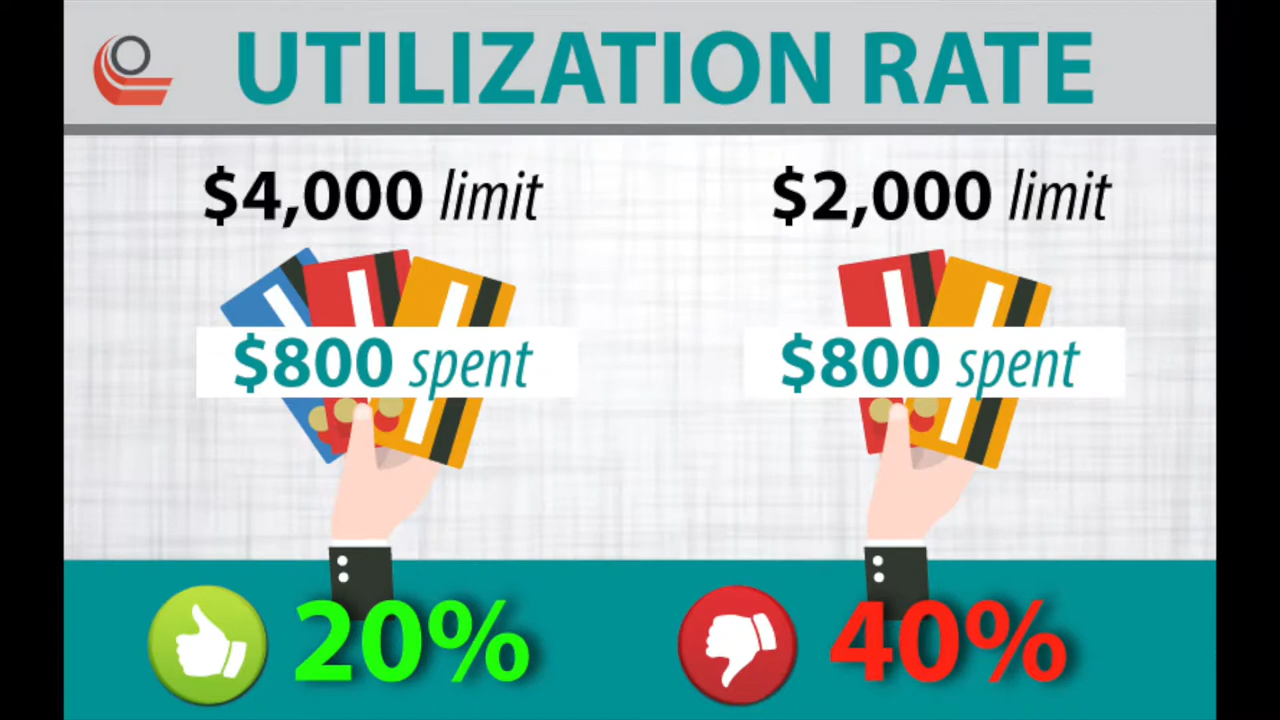 UTILIZATION RATE
$4,000 limit
$800 spent
20%
$2,000 limit
$800 spent
40%